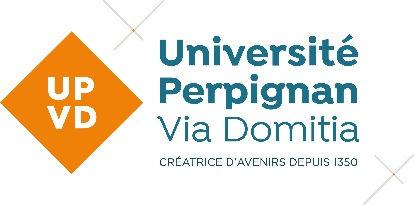 UP
VD
Université
Perpignan
Via Domitia
CRÉATRICE D'AVENIRS DEPUIS 1350